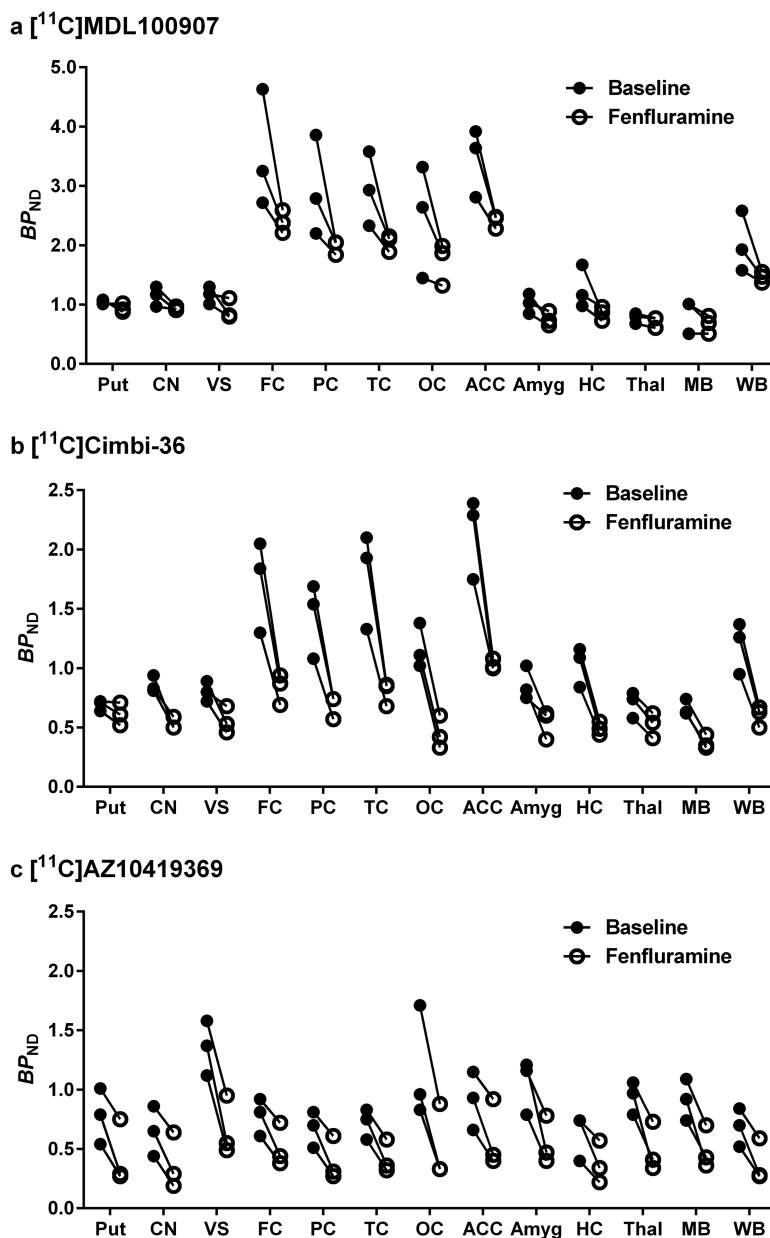 a [¹¹C]MDL100907
5.0
4.0
3.0
2.0
1.0
0.0
BP_ND
Baseline
Fenfluramine
Put CN VS FC PC TC OC ACC Amyg HC Thal MB WB
b [¹¹C]Cimbi-36
2.5
2.0
1.5
1.0
0.5
0.0
BP_ND
Baseline
Fenfluramine
Put CN VS FC PC TC OC ACC Amyg HC Thal MB WB
c [¹¹C]AZ10419369
2.5
2.0
1.5
1.0
0.5
0.0
BP_ND
Baseline
Fenfluramine
Put CN VS FC PC TC OC ACC Amyg HC Thal MB WB